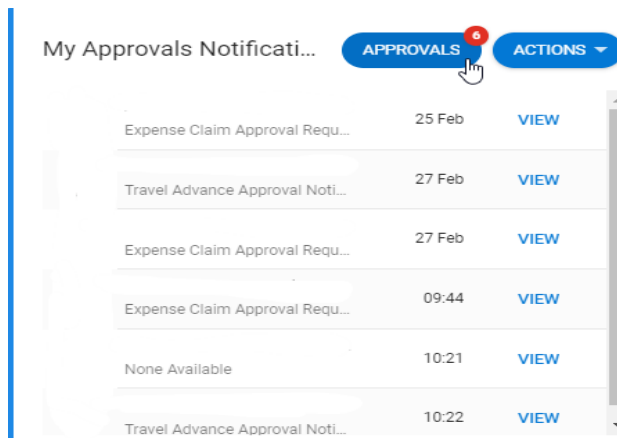 My Approvals Notificati... APPROVALS 6 ACTIONS
Expense Claim Approval Requ... 25 Feb VIEW
Travel Advance Approval Noti... 27 Feb VIEW
Expense Claim Approval Requ... 27 Feb VIEW
Expense Claim Approval Requ... 09:44 VIEW
None Available 10:21 VIEW
Travel Advance Approval Noti... 10:22 VIEW